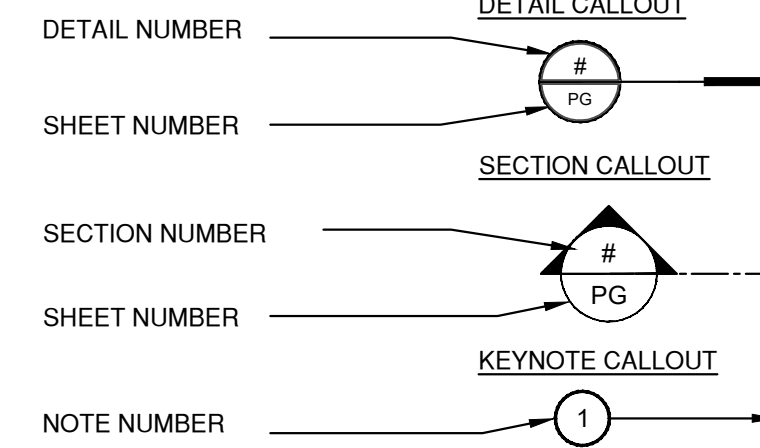 DETAIL CALLOUT
DETAIL NUMBER
#
PG
SHEET NUMBER
SECTION CALLOUT
SECTION NUMBER
#
PG
SHEET NUMBER
KEYNOTE CALLOUT
NOTE NUMBER
1